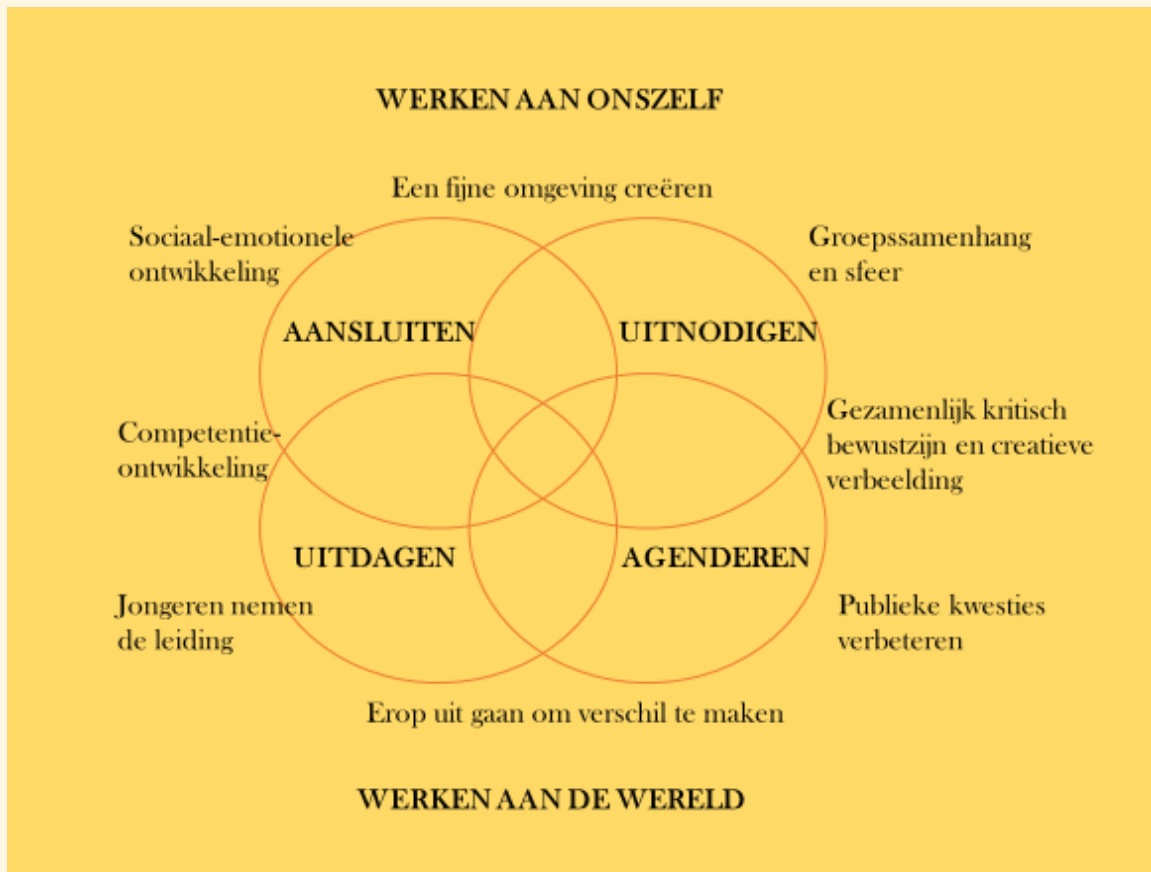 WERKEN AAN ONSZELF
Een fijne omgeving creëren
Sociaal-emotionele
ontwikkeling
Groepssamenhang
en sfeer
AANSLUITEN
UITNODIGEN
Competentie-
ontwikkeling
Gezamenlijk kritisch
bewustzijn en creatieve
verbeelding
UITDAGEN
AGENDEREN
Jongeren nemen
de leiding
Publieke kwesties
verbeteren
Erop uit gaan om verschil te maken
WERKEN AAN DE WERELD